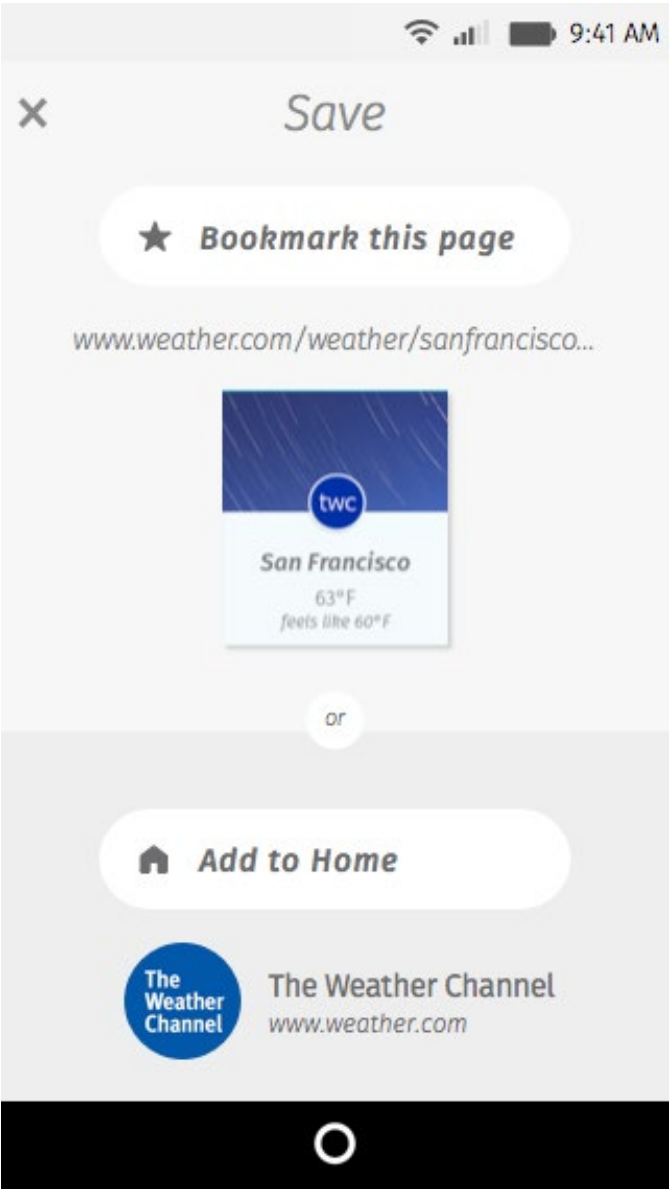 9:41 AM
Save
Bookmark this page
www.weather.com/weather/sanfrancisco...
twc
San Francisco
63°F
feels like 60°F
or
Add to Home
The
Weather
Channel
The Weather Channel
www.weather.com